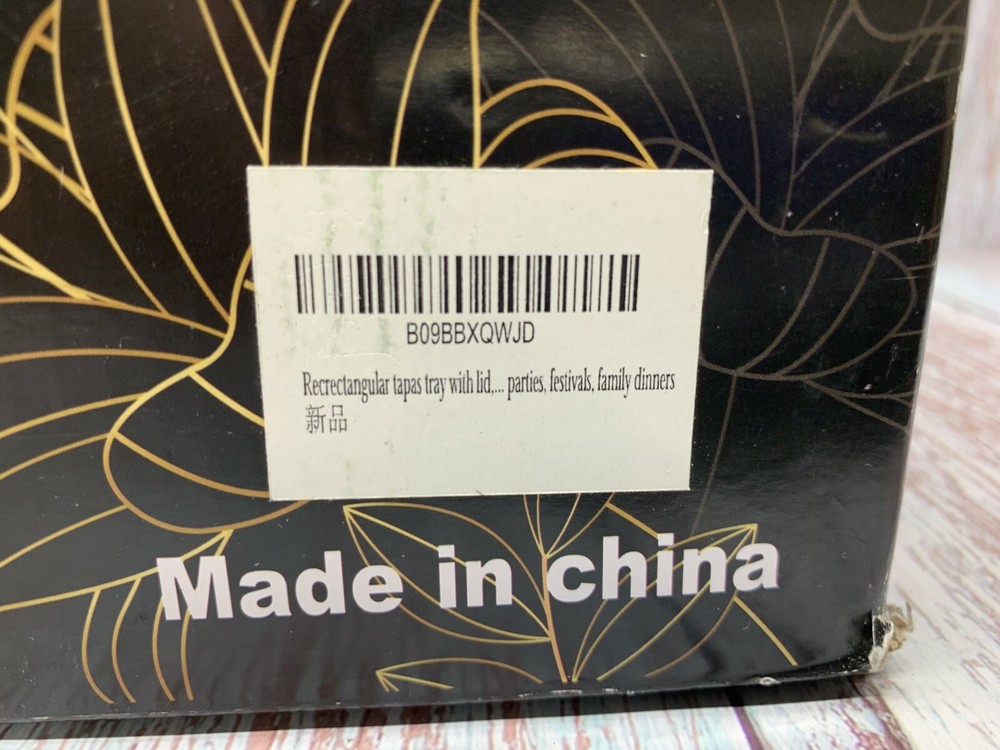 B09BBXQWJD
Recrectangular tapas tray with lid,... parties, festivals, family dinners
新品
Made in china